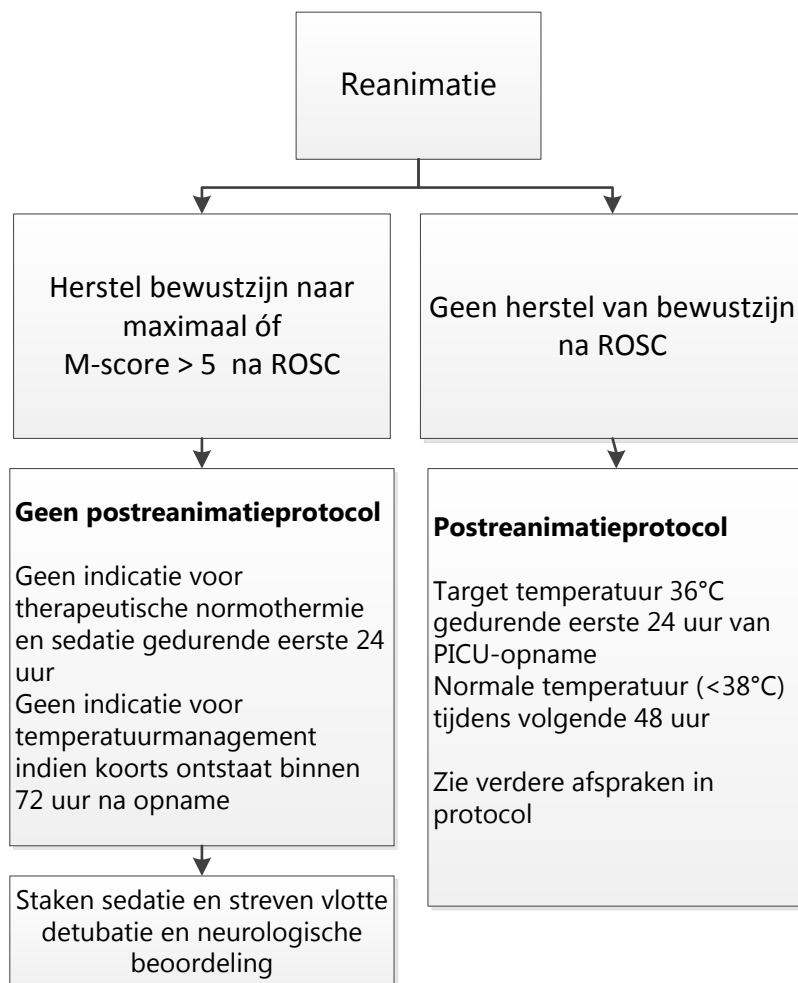 Reanimatie
Herstel bewustzijn naar
maximaal óf
M-score > 5  na ROSC
Geen herstel van bewustzijn
na ROSC
Geen postreanimatieprotocol
Geen indicatie voor
therapeutische normothermie
en sedatie gedurende eerste 24
uur
Geen indicatie voor
temperatuurmanagement
indien koorts ontstaat binnen
72 uur na opname
Postreanimatieprotocol
Target temperatuur 36°C
gedurende eerste 24 uur van
PICU-opname
Normale temperatuur (<38°C)
tijdens volgende 48 uur
Zie verdere afspraken in
protocol
Staken sedatie en streven vlotte
detubatie en neurologische
beoordeling